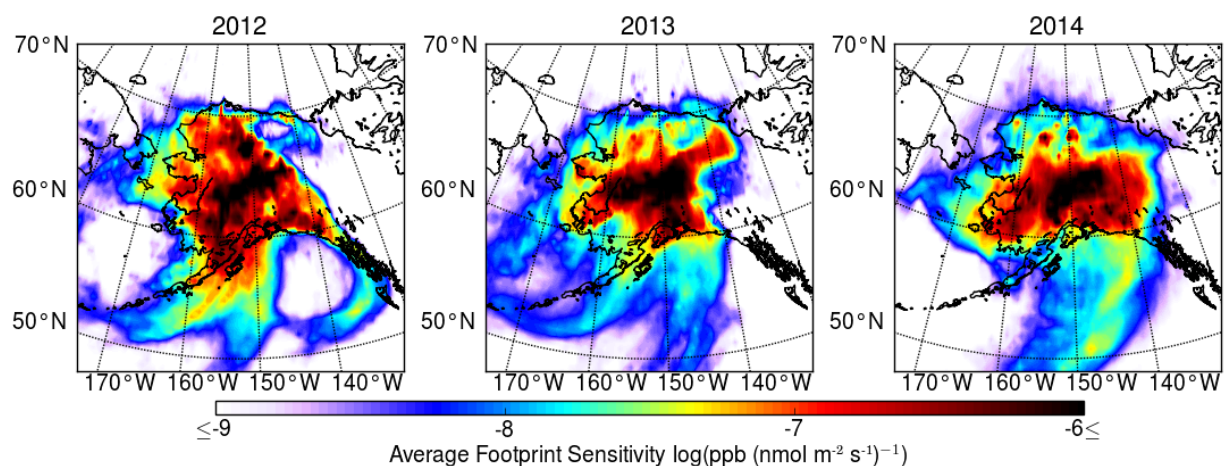 2012 2013 2014
70°N 70°N 70°N
60°N 60°N 60°N
50°N 50°N 50°N
170°W 160°W 150°W 140°W 170°W 160°W 150°W 140°W 170°W 160°W 150°W 140°W
≤-9 -8 -7 -6≤
Average Footprint Sensitivity log(ppb (nmol m⁻² s⁻¹)⁻¹)